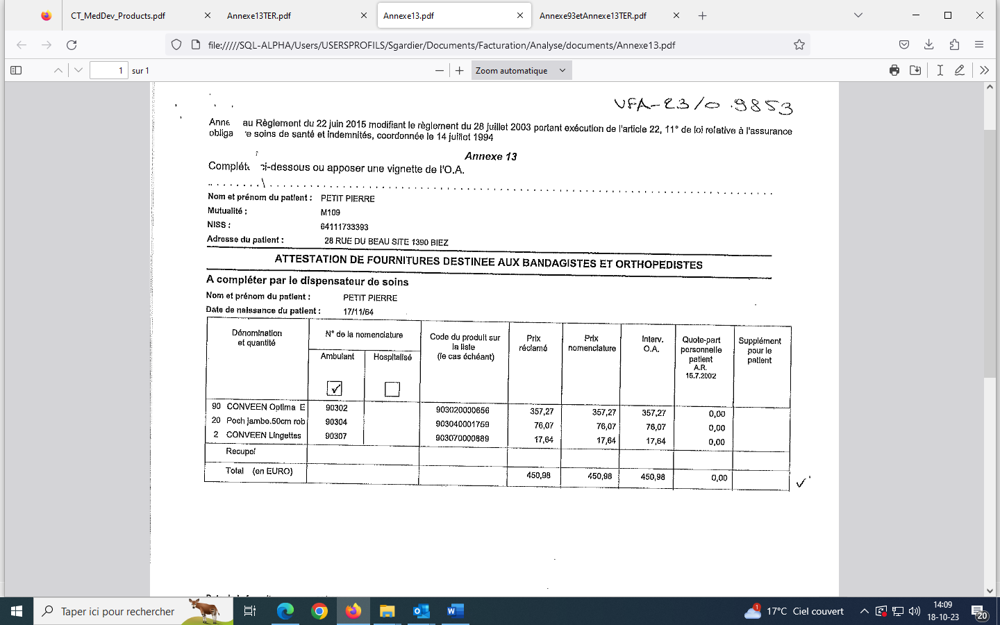 CT_MedDev_Products.pdf Annexe13TER.pdf Annexe13.pdf Annexe93etAnnexe13TER.pdf
file://///SQL-ALPHA/Users/USERSPROFILS/Sgardier/Documents/Facturation/Analyse/documents/Annexe13.pdf
1 sur 1 Zoom automatique
VFA-23/0.9853
Anne au Règlement du 22 juin 2015 modifiant le règlement du 28 juillet 2003 portant exécution de l'article 22, 11° de loi relative à l'assurance
obliga re soins de santé et indemnités, coordonnée le 14 juillet 1994
Annexe 13
Complét ci-dessous ou apposer une vignette de l'O.A.
Nom et prénom du patient : PETIT PIERRE
Mutualité : M109
NISS : 64111733393
Adresse du patient : 28 RUE DU BEAU SITE 1390 BIEZ
ATTESTATION DE FOURNITURES DESTINEE AUX BANDAGISTES ET ORTHOPEDISTES
A compléter par le dispensateur de soins
Nom et prénom du patient : PETIT PIERRE
Date de naissance du patient : 17/11/64
Dénomination et quantité
N° de la nomenclature
Ambulant Hospitalisé
Code du produit sur la liste (le cas échéant)
Prix réclamé
Prix nomenclature
Interv. O.A.
Quote-part personnelle patient A.R. 15.7.2002
Supplément pour le patient
90 CONVEEN Optima E 90302 903020000656 357,27 357,27 357,27 0,00
20 Poch jambe.50cm rob 90304 903040001759 76,07 76,07 76,07 0,00
2 CONVEEN Lingettes 90307 903070000889 17,64 17,64 17,64 0,00
Recupel
Total (en EURO) 450,98 450,98 450,98 0,00
Taper ici pour rechercher
1 17°C Ciel couvert
14:09
18-10-23
20